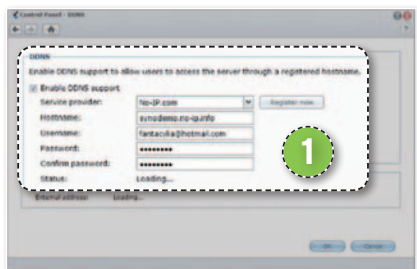 Control Panel - DDNS
DDNS
Enable DDNS support to allow users to access the server through a registered hostname.
Enable DDNS support
Service provider: No-IP.com Register now
Hostname: synodemo.no-ip.info
Username: fantacylia@hotmail.com
Password: ••••••••
Confirm password: ••••••••
Status: Loading...
1
External address: Loading...
OK Cancel